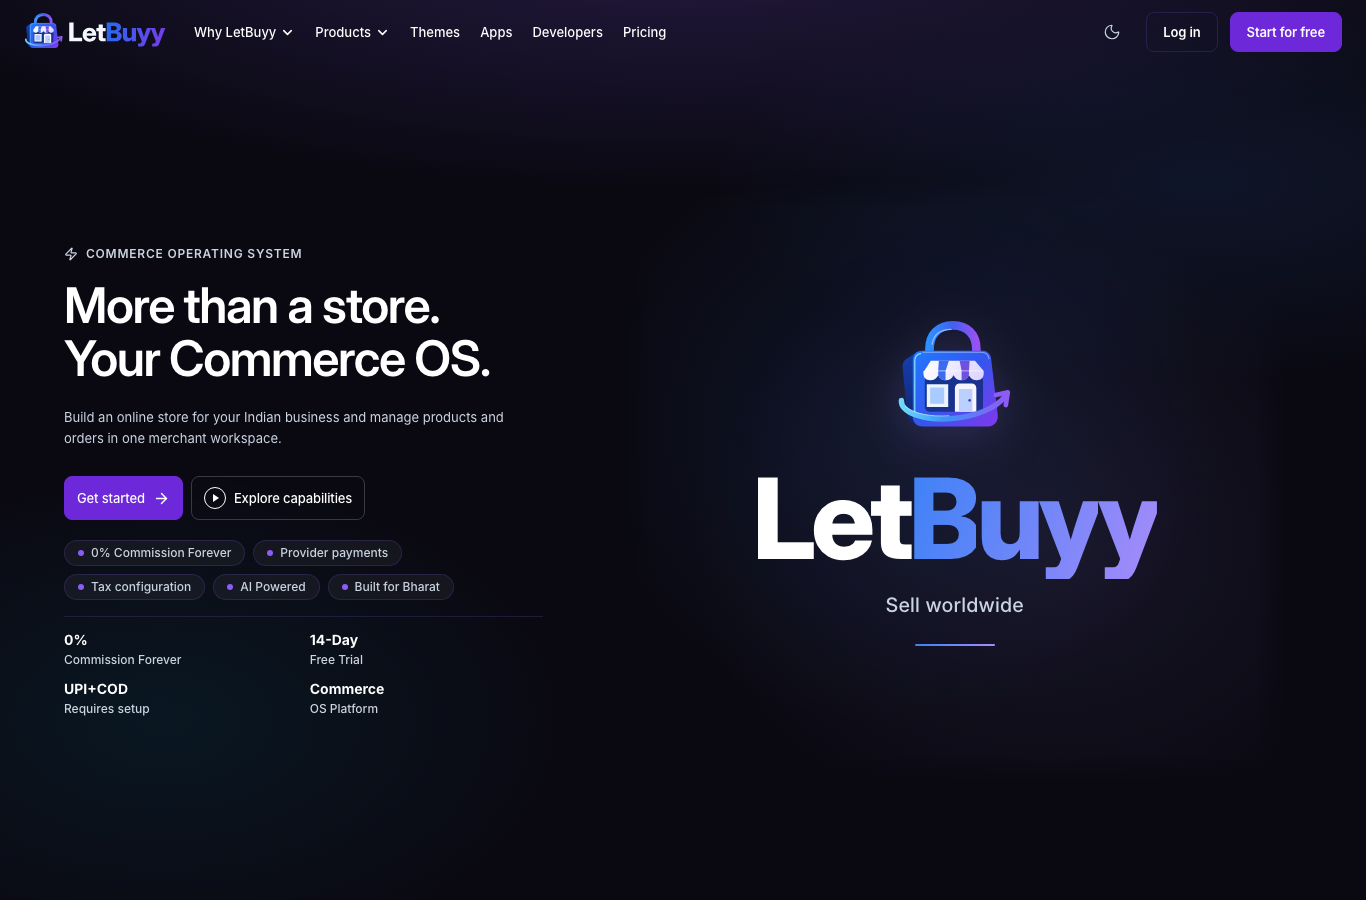 LetBuyy
Why LetBuyy
Products
Themes
Apps
Developers
Pricing
Log in
Start for free
COMMERCE OPERATING SYSTEM
More than a store.
Your Commerce OS.
Build an online store for your Indian business and manage products and
orders in one merchant workspace.
Get started
Explore capabilities
0% Commission Forever
Provider payments
Tax configuration
AI Powered
Built for Bharat
0%
Commission Forever
14-Day
Free Trial
UPI+COD
Requires setup
Commerce
OS Platform
LetBuyy
Sell worldwide